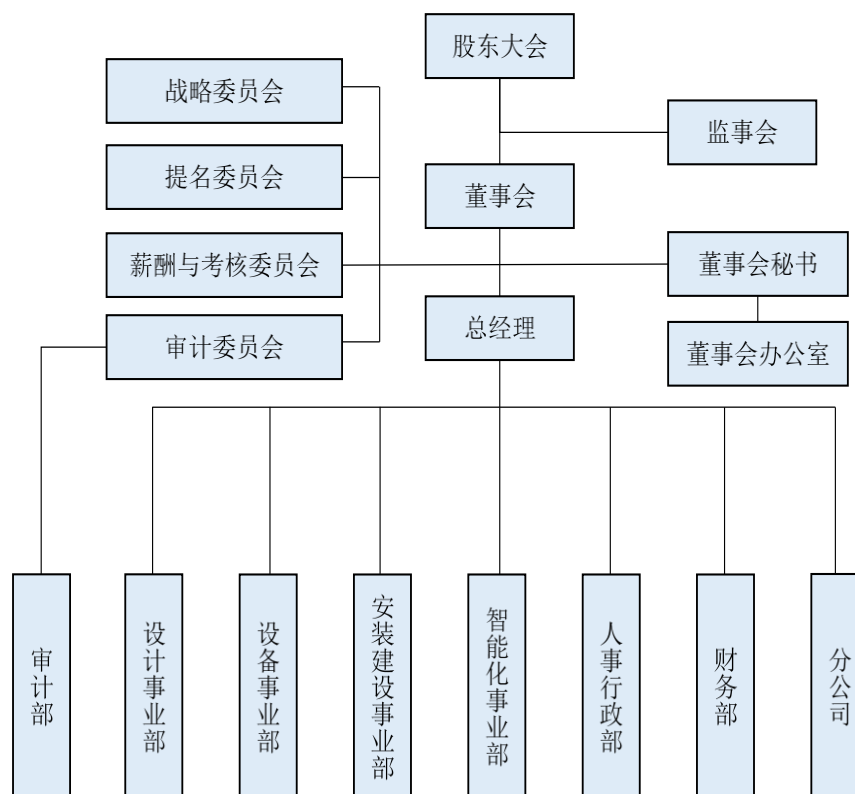 股东大会
战略委员会
监事会
提名委员会
董事会
薪酬与考核委员会
董事会秘书
总经理
审计委员会
董事会办公室
审计部
设计事业部
设备事业部
安装建设事业部
智能化事业部
人事行政部
财务部
分公司